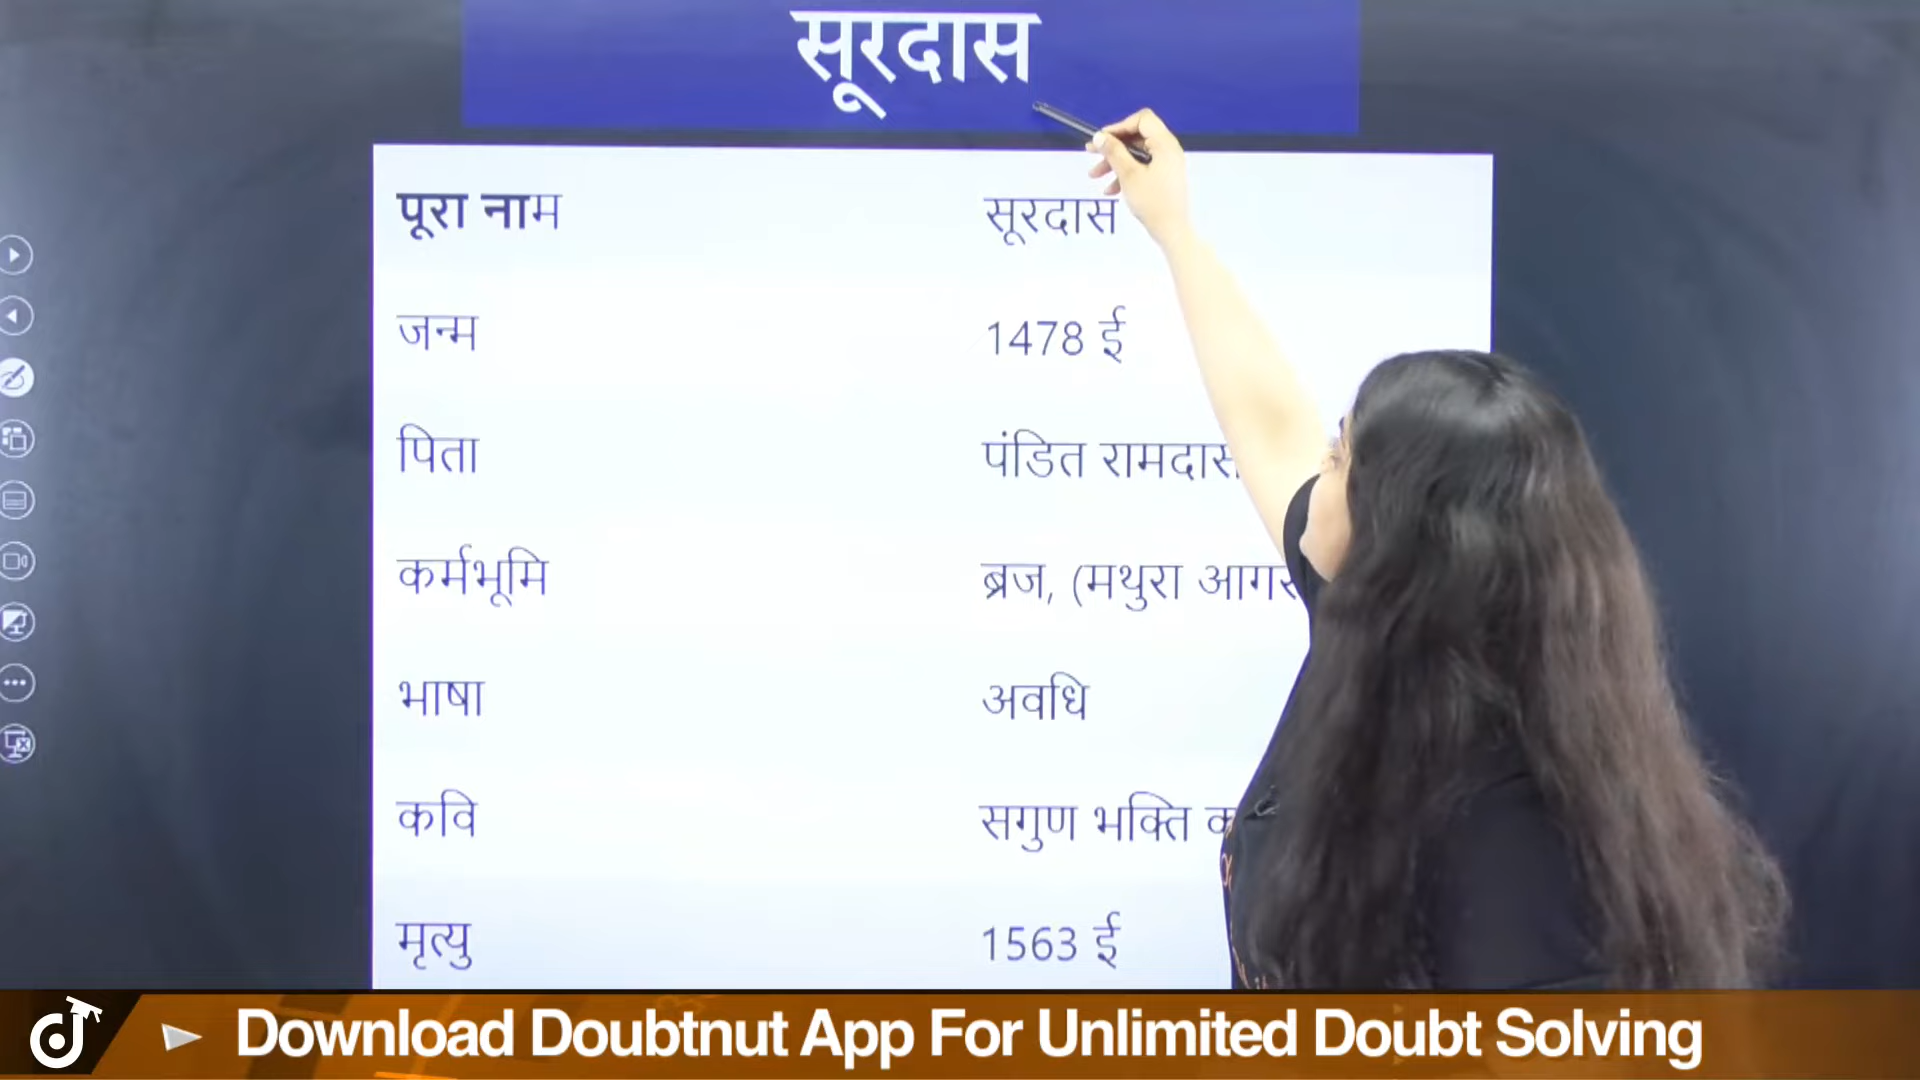 सूरदास
पूरा नाम सूरदास
जन्म 1478 ई
पिता पंडित रामदास
कर्मभूमि ब्रज, (मथुरा
भाषा अवधि
कवि सगुण भक्ति
मृत्यु 1563 ई
Download Doubtnut App For Unlimited Doubt Solving